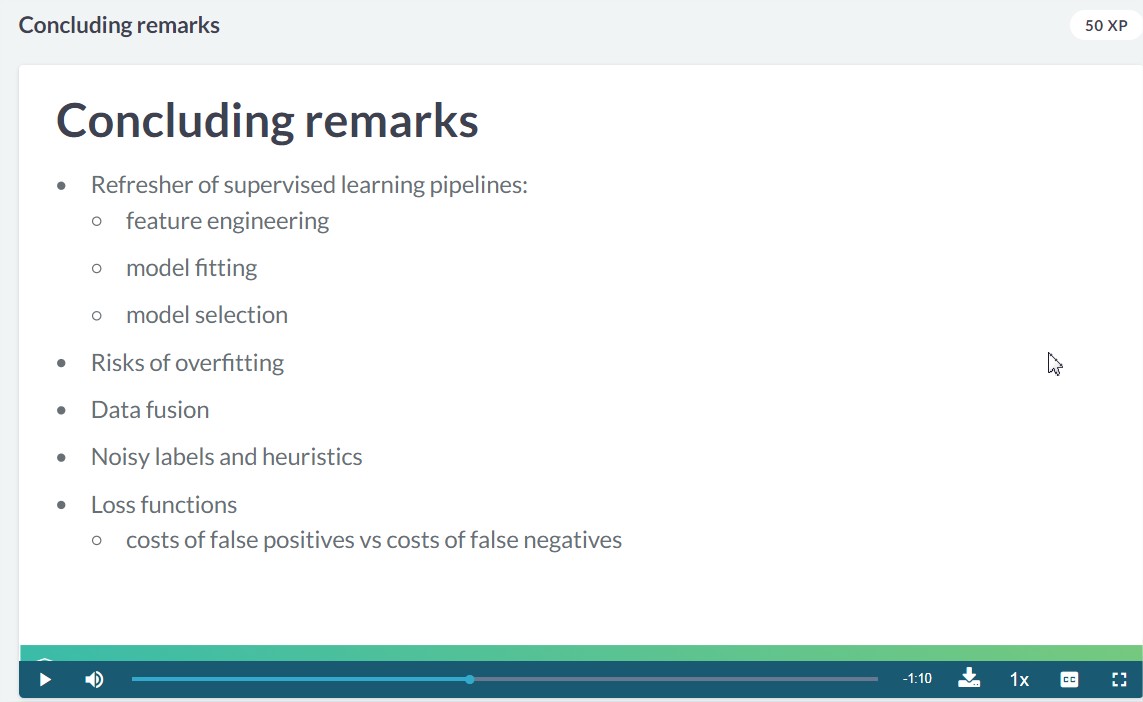 Concluding remarks
50 XP
Concluding remarks
Refresher of supervised learning pipelines:
feature engineering
model fitting
model selection
Risks of overfitting
Data fusion
Noisy labels and heuristics
Loss functions
costs of false positives vs costs of false negatives
-1:10
1x
CC